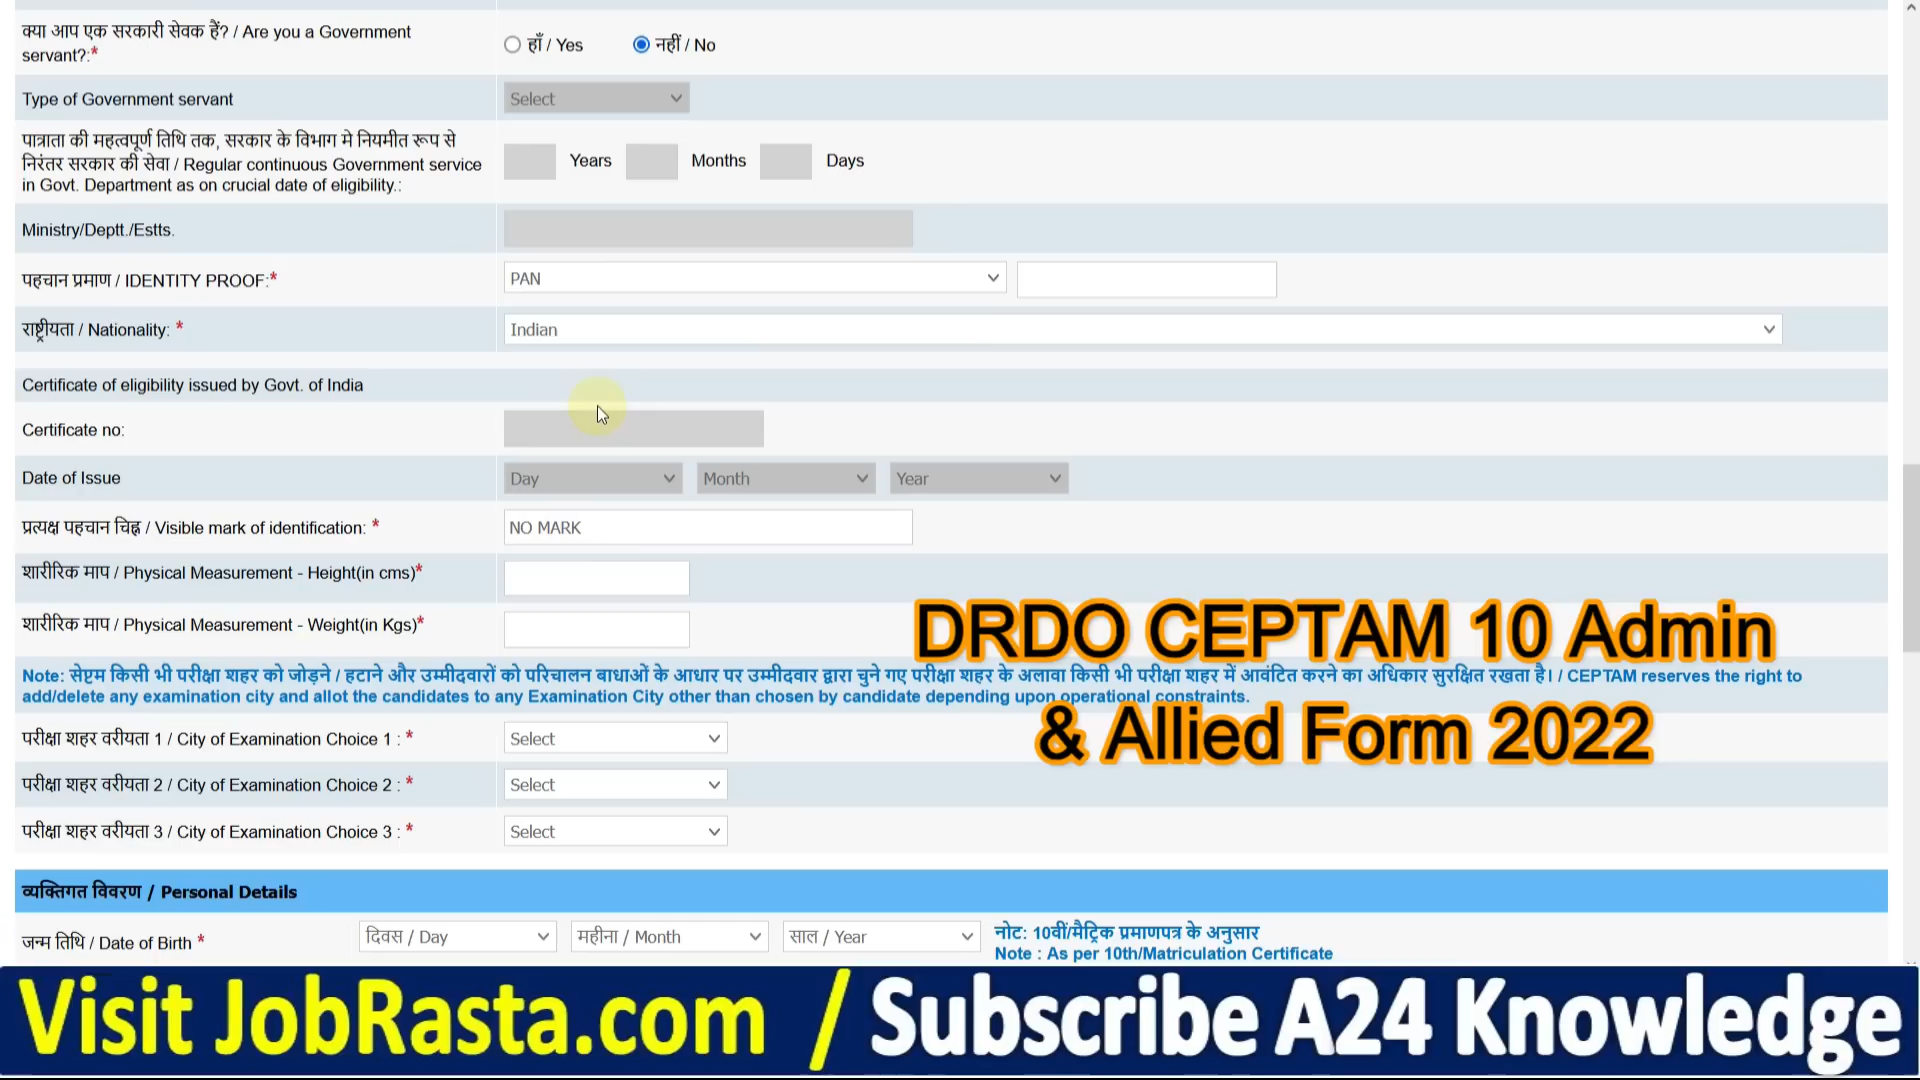 क्या आप एक सरकारी सेवक हैं? / Are you a Government
servant?:*
हाँ / Yes
नहीं / No
Type of Government servant
Select
पात्राता की महत्वपूर्ण तिथि तक, सरकार के विभाग मे नियमीत रूप से
निरंतर सरकार की सेवा / Regular continuous Government service
in Govt. Department as on crucial date of eligibility.:
Years
Months
Days
Ministry/Deptt./Estts.
पहचान प्रमाण / IDENTITY PROOF:*
PAN
राष्ट्रीयता / Nationality: *
Indian
Certificate of eligibility issued by Govt. of India
Certificate no:
Date of Issue
Day
Month
Year
प्रत्यक्ष पहचान चिह्न / Visible mark of identification: *
NO MARK
शारीरिक माप / Physical Measurement - Height(in cms)*
शारीरिक माप / Physical Measurement - Weight(in Kgs)*
DRDO CEPTAM 10 Admin
& Allied Form 2022
Note: सेप्टम किसी भी परीक्षा शहर को जोड़ने / हटाने और उम्मीदवारों को परिचालन बाधाओं के आधार पर उम्मीदवार द्वारा चुने गए परीक्षा शहर के अलावा किसी भी परीक्षा शहर में आवंटित करने का अधिकार सुरक्षित रखता है। / CEPTAM reserves the right to
add/delete any examination city and allot the candidates to any Examination City other than chosen by candidate depending upon operational constraints.
परीक्षा शहर वरीयता 1 / City of Examination Choice 1 : *
Select
परीक्षा शहर वरीयता 2 / City of Examination Choice 2 : *
Select
परीक्षा शहर वरीयता 3 / City of Examination Choice 3 : *
Select
व्यक्तिगत विवरण / Personal Details
जन्म तिथि / Date of Birth *
दिवस / Day
महीना / Month
साल / Year
नोट: 10वीं/मैट्रिक प्रमाणपत्र के अनुसार
Note : As per 10th/Matriculation Certificate
Visit JobRasta.com / Subscribe A24 Knowledge